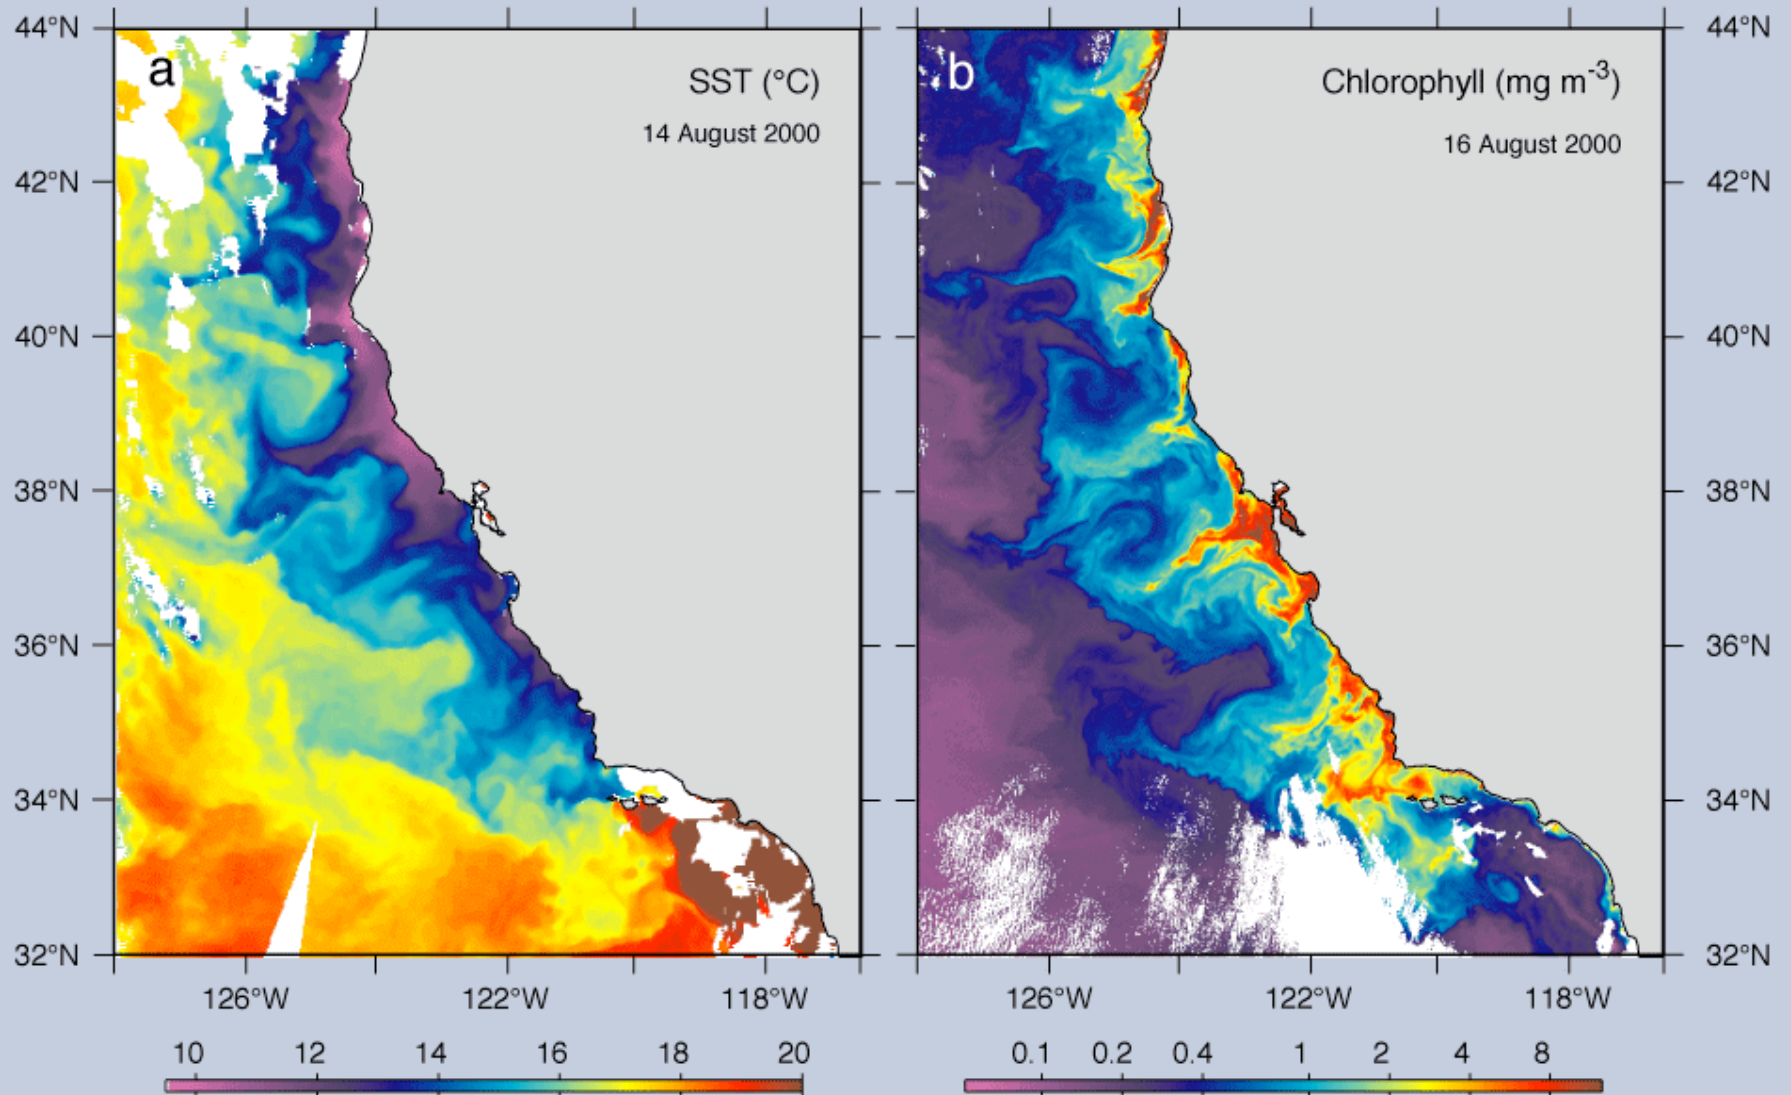 44°N
42°N
40°N
38°N
36°N
34°N
32°N
a
SST (°C)
14 August 2000
126°W 122°W 118°W
10 12 14 16 18 20
b
Chlorophyll (mg m⁻³)
16 August 2000
44°N
42°N
40°N
38°N
36°N
34°N
32°N
126°W 122°W 118°W
0.1 0.2 0.4 1 2 4 8